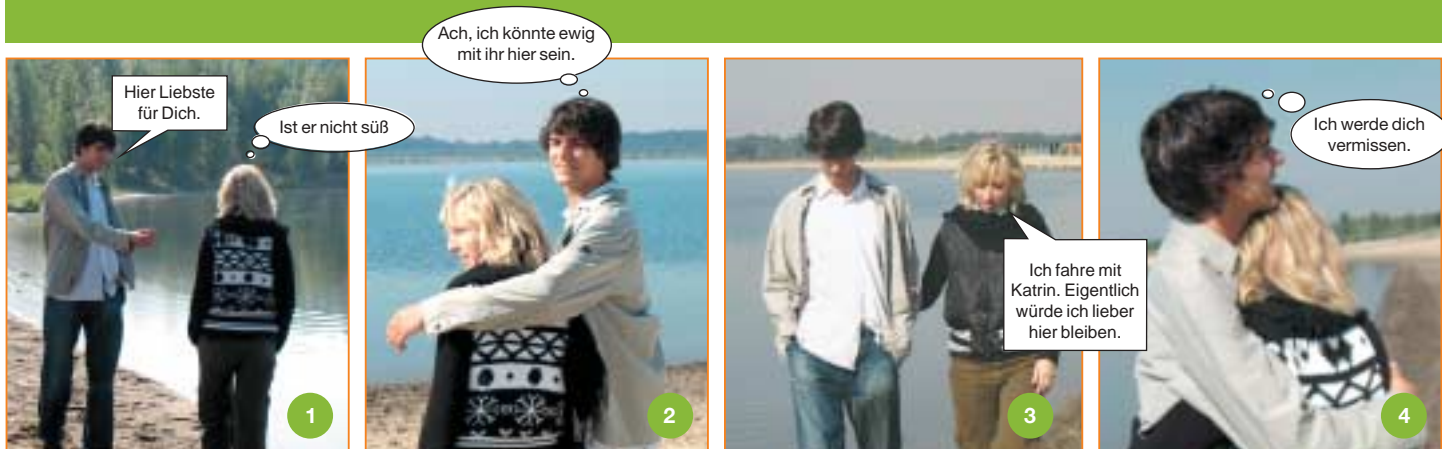 Hier Liebste
für Dich.
Ist er nicht süß
1
Ach, ich könnte ewig
mit ihr hier sein.
2
Ich fahre mit
Katrin. Eigentlich
würde ich lieber
hier bleiben.
3
Ich werde dich
vermissen.
4